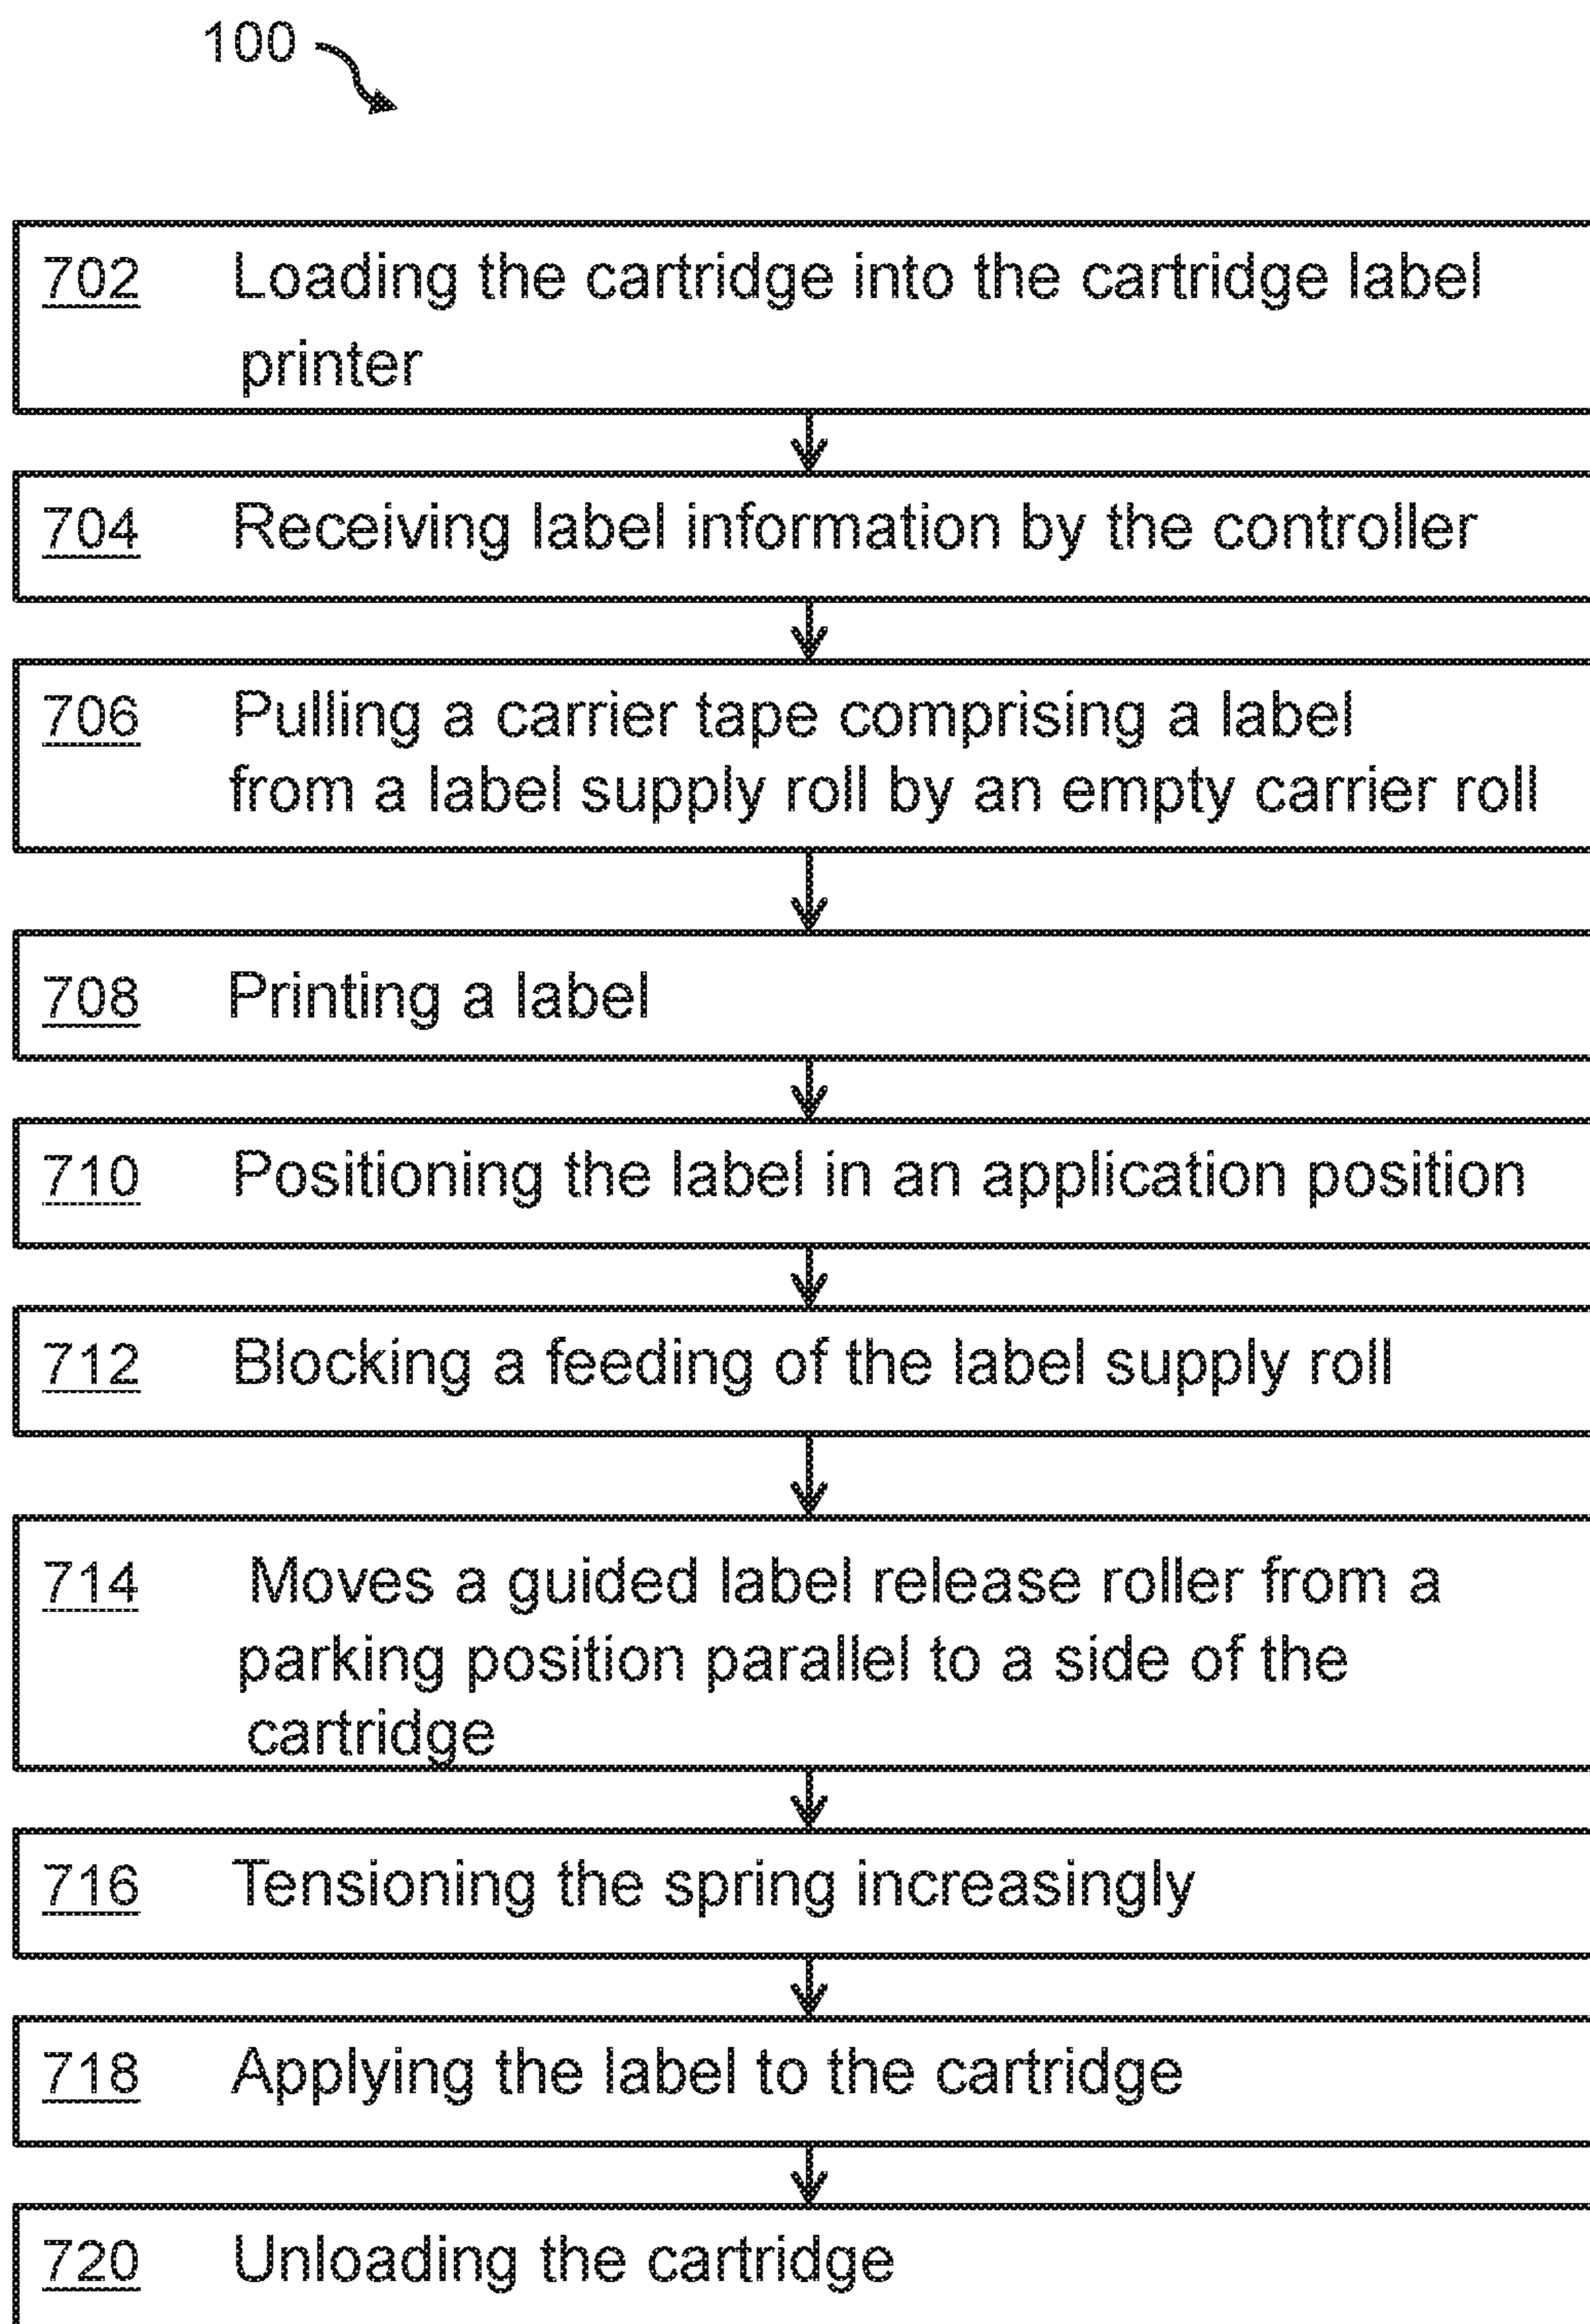 100
702 Loading the cartridge into the cartridge label
printer
704 Receiving label information by the controller
706 Pulling a carrier tape comprising a label
from a label supply roll by an empty carrier roll
708 Printing a label
710 Positioning the label in an application position
712 Blocking a feeding of the label supply roll
714 Moves a guided label release roller from a
parking position parallel to a side of the
cartridge
716 Tensioning the spring increasingly
718 Applying the label to the cartridge
720 Unloading the cartridge